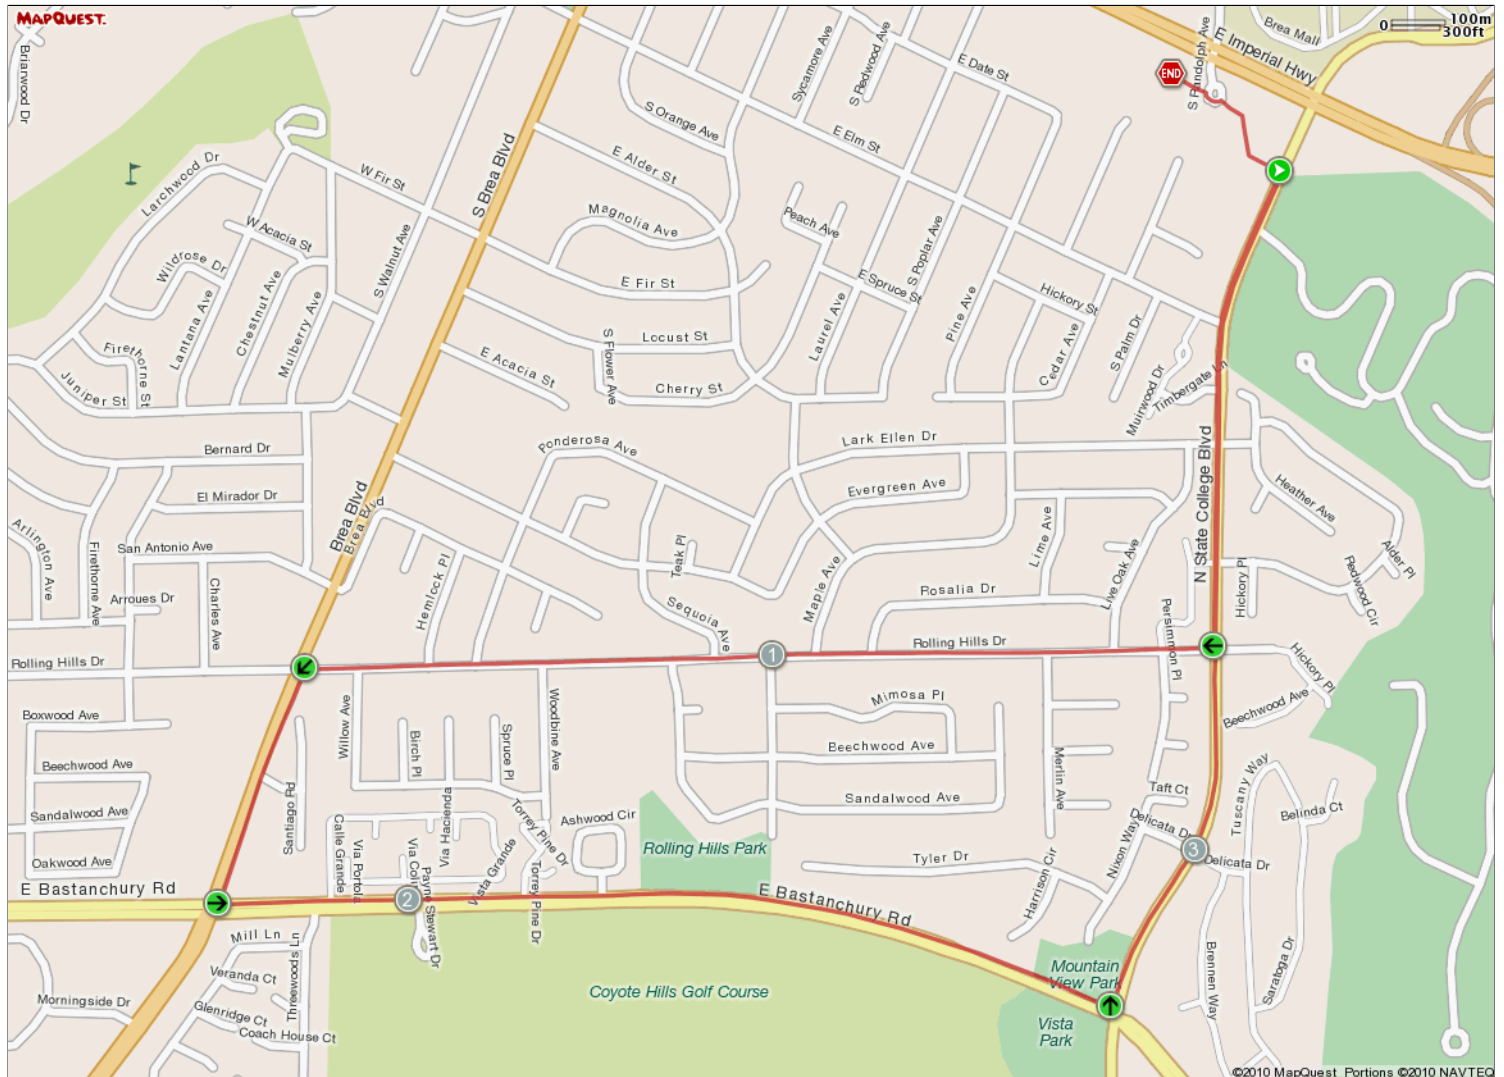 MAPQUEST.
0
100m
300ft
Brea Mall
E Imperial Hwy
S Randolph Ave
END
Briarwood Dr
Sycamore Ave
S Redwood Ave
E Date St
S Orange Ave
E Elm St
S Brea Blvd
E Alder St
Larchwood Dr
W Fir St
Magnolia Ave
Peach Ave
S Poplar Ave
W Acacia St
S Walnut Ave
Wildrose Dr
E Fir St
E Spruce St
Hickory St
Lantana Ave
Chestnut Ave
Mulberry Ave
Laurel Ave
Pine Ave
Cedar Ave
S Palm Dr
Locust St
S Flower Ave
Firethorne St
Juniper St
E Acacia St
Cherry St
Muirwood Dr
Timbergate Ln
Bernard Dr
Ponderosa Ave
Lark Ellen Dr
El Mirador Dr
Evergreen Ave
N State College Blvd
Heather Ave
Brea Blvd
Brea Blvd
Arlington Ave
Firethorne Ave
San Antonio Ave
Hemlock Pl
Teak Pl
Maple Ave
Lime Ave
Live Oak Ave
Alder Pl
Redwood Cir
Hickory Pl
Arroues Dr
Charles Ave
Sequoia Ave
Rosalia Dr
Persimmon Pl
Rolling Hills Dr
1
Rolling Hills Dr
Hickory Pl
Boxwood Ave
Willow Ave
Woodbine Ave
Mimosa Pl
Beechwood Ave
Birch Pl
Spruce Pl
Beechwood Ave
Beechwood Ave
Merlin Ave
Tuscany Way
Sandalwood Ave
Santiago Rd
Via Hacienda
Torrey Pine Dr
Ashwood Cir
Sandalwood Ave
Taft Ct
Belinda Ct
Delicata Dr
Calle Grande
Via Portola
Vista Grande
Rolling Hills Park
Tyler Dr
Nixon Way
3
Delicata Dr
Oakwood Ave
E Bastanchury Rd
2
Payne Stewart Dr
Torrey Pine Dr
E Bastanchury Rd
Harrison Cir
Mill Ln
Threewoods Ln
Veranda Ct
Brennen Way
Saratoga Dr
Mountain
View Park
Morningside Dr
Glenridge Ct
Coach House Ct
Coyote Hills Golf Course
Vista
Park
©2010 MapQuest Portions ©2010 NAVTEQ